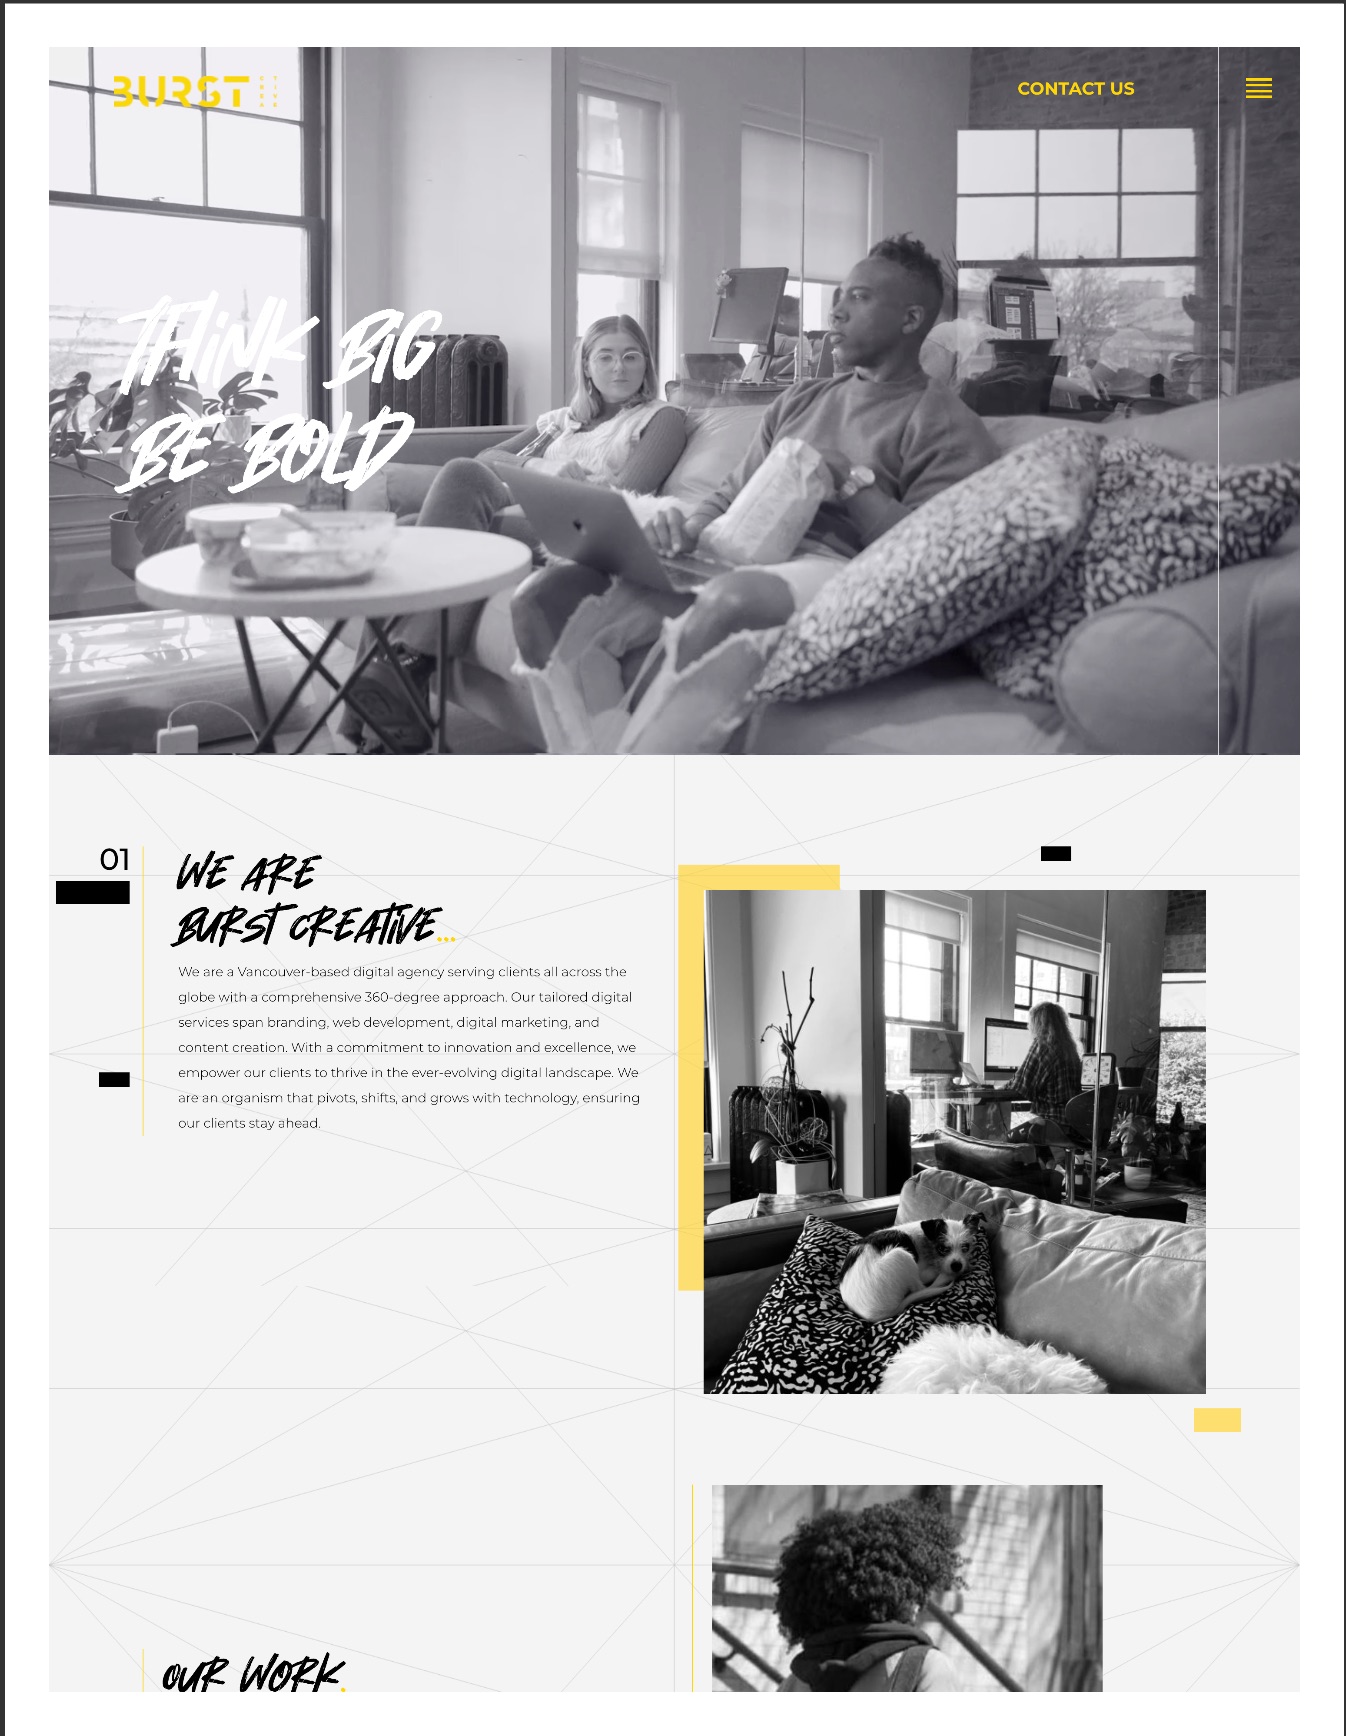 BURST
CONTACT US
THINK BIG
BE BOLD
01
WE ARE
BURST CREATIVE...
We are a Vancouver-based digital agency serving clients all across the
globe with a comprehensive 360-degree approach. Our tailored digital
services span branding, web development, digital marketing, and
content creation. With a commitment to innovation and excellence, we
empower our clients to thrive in the ever-evolving digital landscape. We
are an organism that pivots, shifts, and grows with technology, ensuring
our clients stay ahead.
OUR WORK.